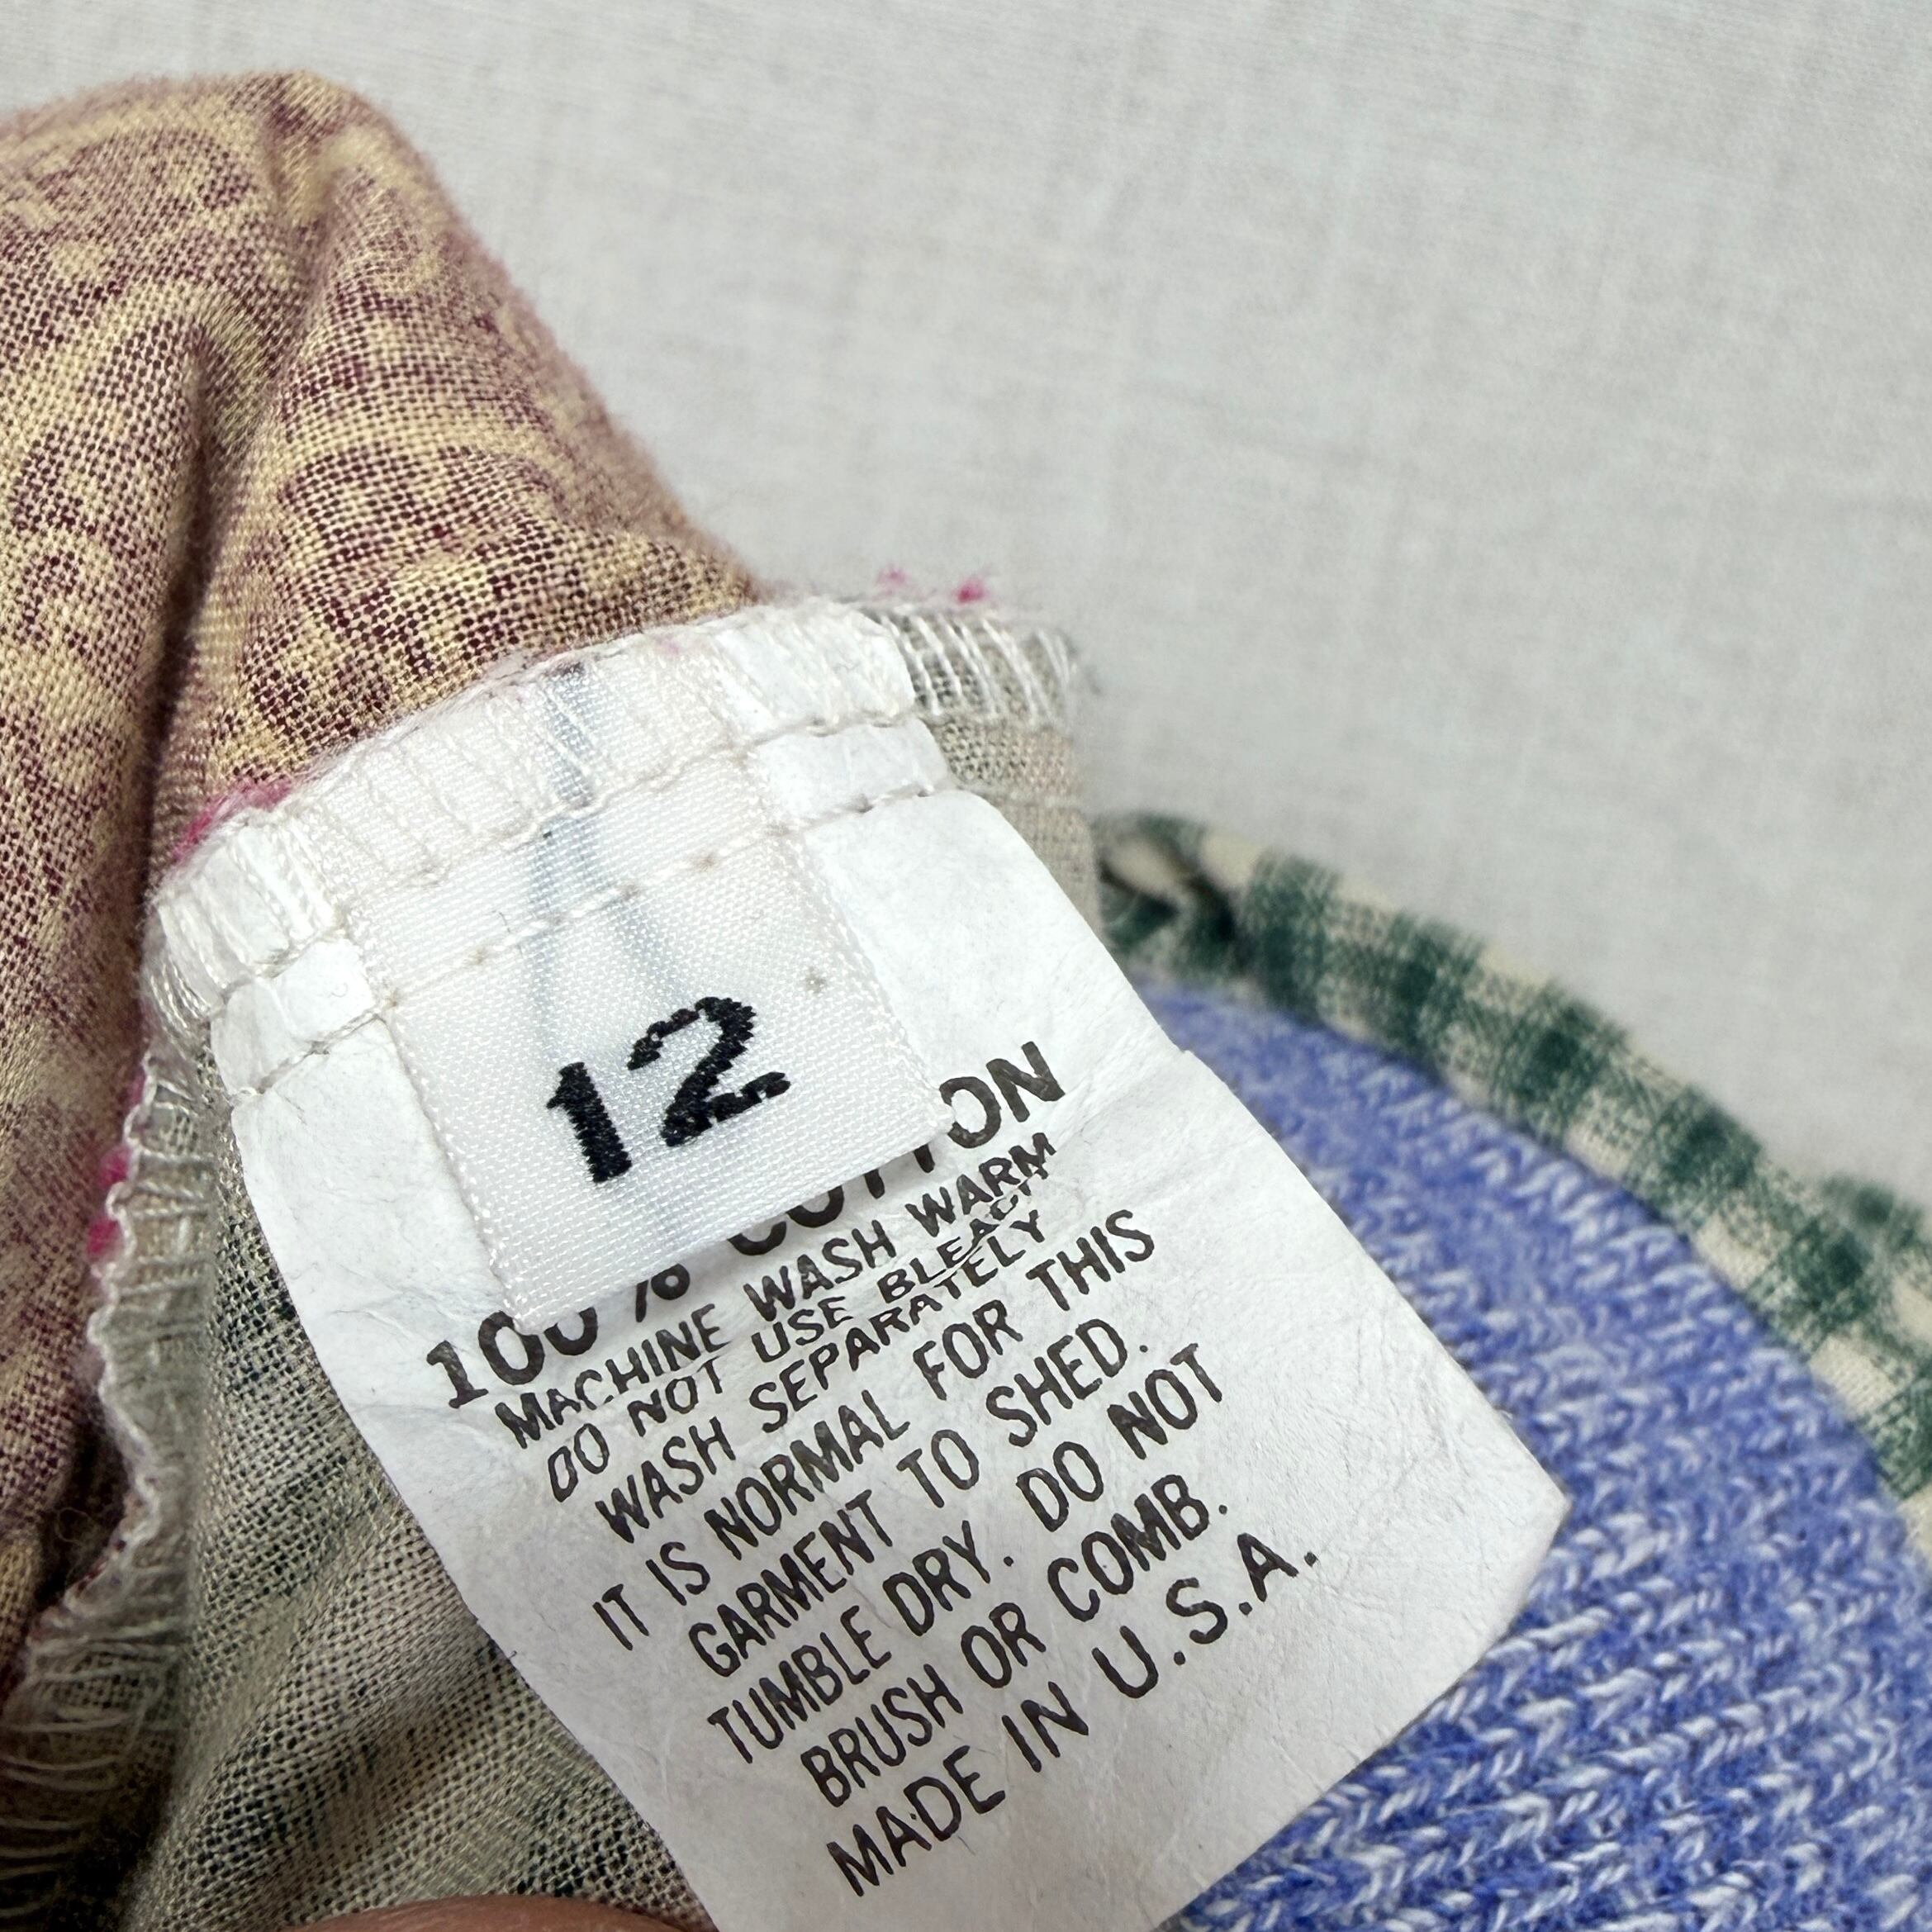 12
100% COTTON
MACHINE WASH WARM
DO NOT USE BLEACH
WASH SEPARATELY
IT IS NORMAL FOR THIS
GARMENT TO SHED.
TUMBLE DRY. DO NOT
BRUSH OR COMB.
MADE IN U.S.A.